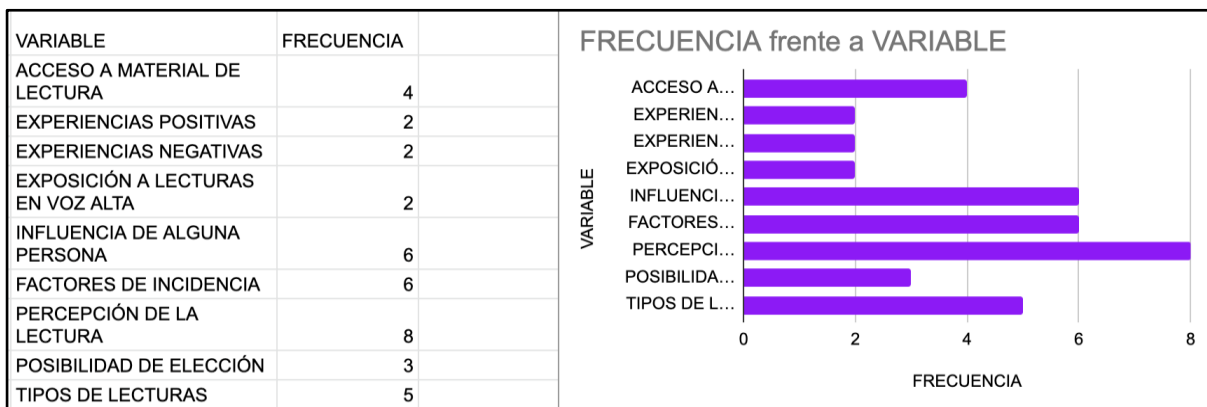 VARIABLE FRECUENCIA
ACCESO A MATERIAL DE
LECTURA 4
EXPERIENCIAS POSITIVAS 2
EXPERIENCIAS NEGATIVAS 2
EXPOSICIÓN A LECTURAS
EN VOZ ALTA 2
INFLUENCIA DE ALGUNA
PERSONA 6
FACTORES DE INCIDENCIA 6
PERCEPCIÓN DE LA
LECTURA 8
POSIBILIDAD DE ELECCIÓN 3
TIPOS DE LECTURAS 5
FRECUENCIA frente a VARIABLE
VARIABLE
ACCESO A...
EXPERIEN...
EXPERIEN...
EXPOSICIÓ...
INFLUENCI...
FACTORES...
PERCEPCI...
POSIBILIDA...
TIPOS DE L...
0 2 4 6 8
FRECUENCIA